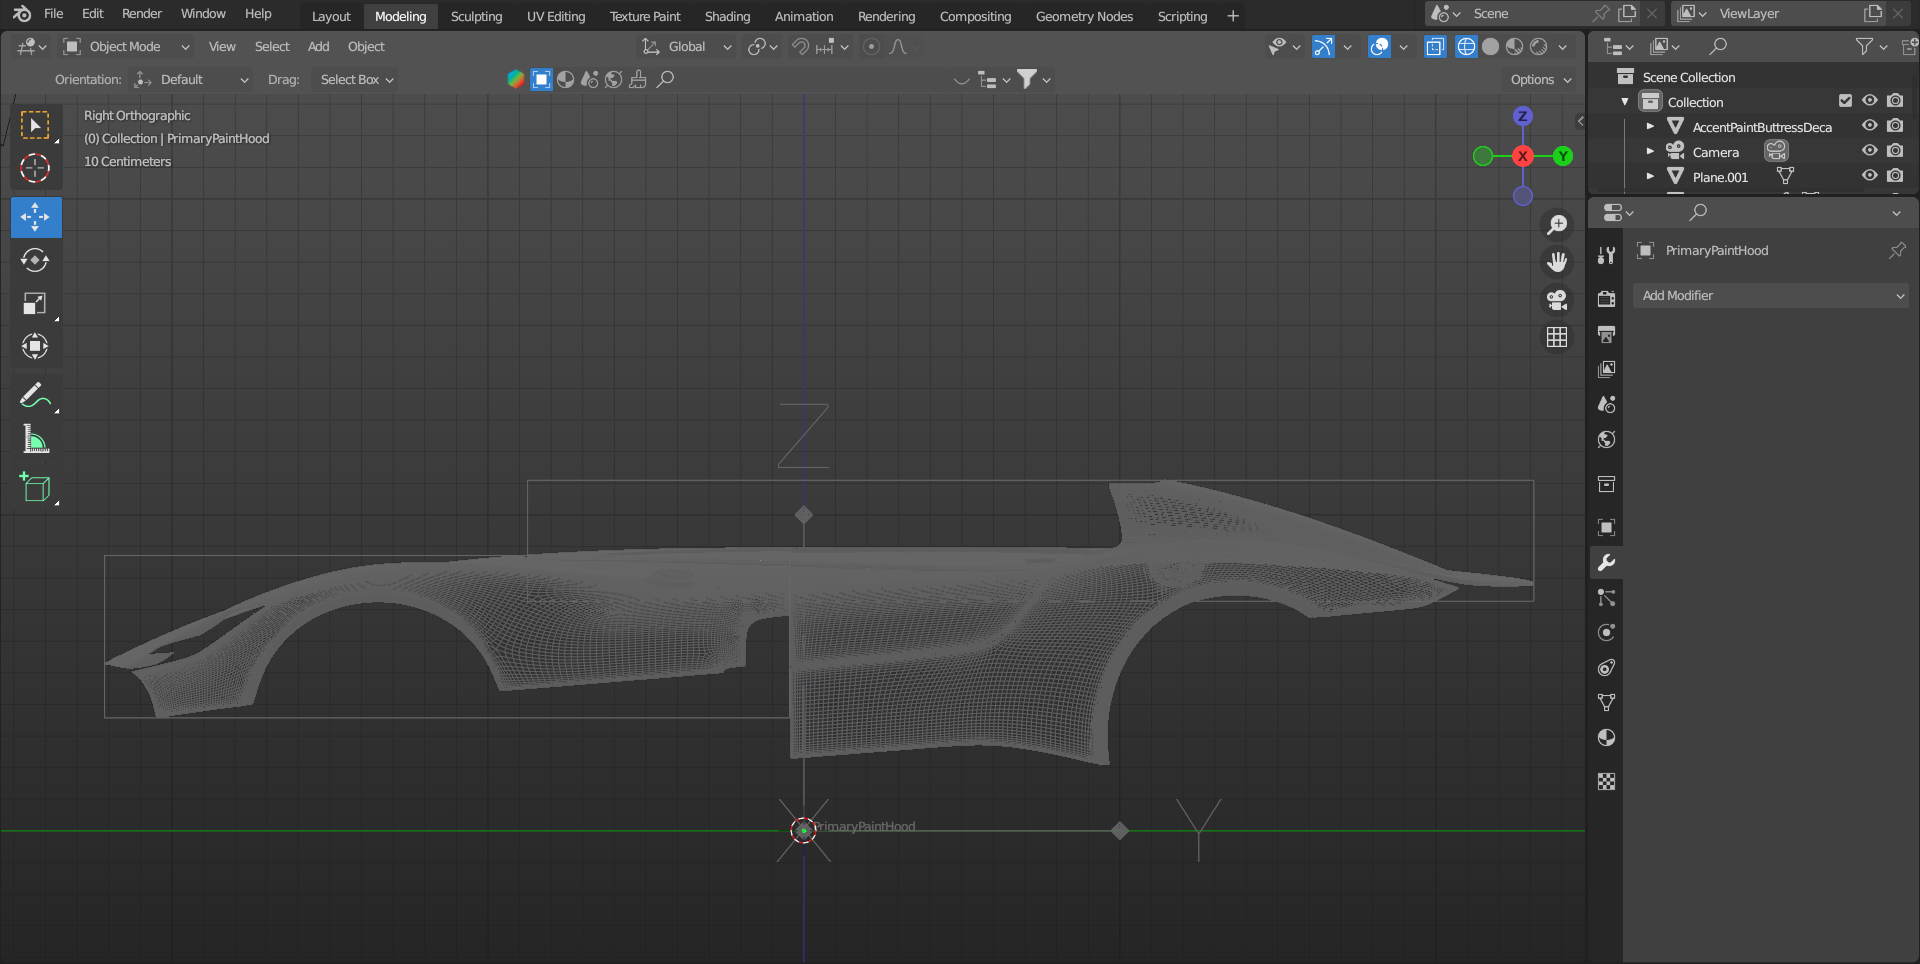 File Edit Render Window Help Layout Modeling Sculpting UV Editing Texture Paint Shading Animation Rendering Compositing Geometry Nodes Scripting + Scene ViewLayer
Object Mode View Select Add Object Global
Orientation: Default Drag: Select Box Options
Right Orthographic
(0) Collection | PrimaryPaintHood
10 Centimeters
Z
X Y
Z
PrimaryPaintHood
X
Y
Scene Collection
Collection
AccentPaintButtressDeca
Camera
Plane.001
PrimaryPaintHood
Add Modifier